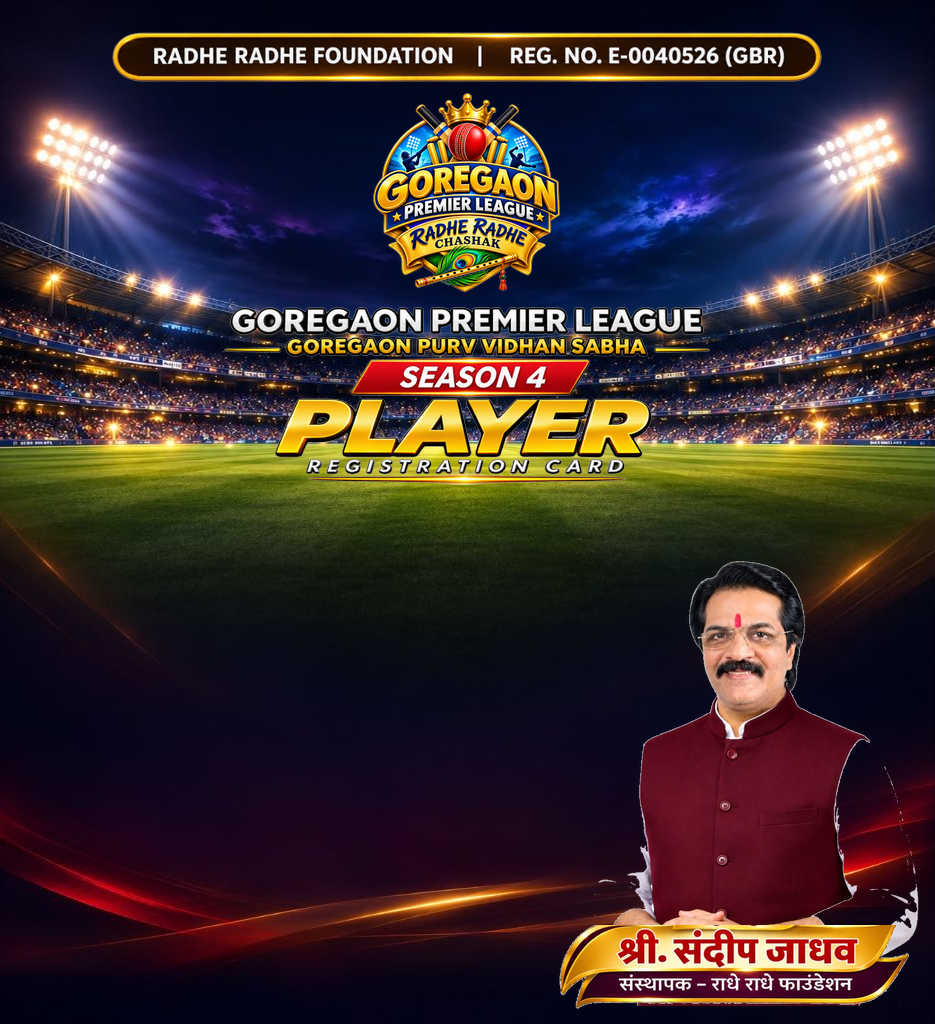 RADHE RADHE FOUNDATION | REG. NO. E-0040526 (GBR)
GOREGAON
PREMIER LEAGUE
RADHE RADHE
CHASHAK
GOREGAON PREMIER LEAGUE
GOREGAON PURV VIDHAN SABHA
SEASON 4
PLAYER
REGISTRATION CARD
श्री. संदीप जाधव
संस्थापक – राधे राधे फाउंडेशन